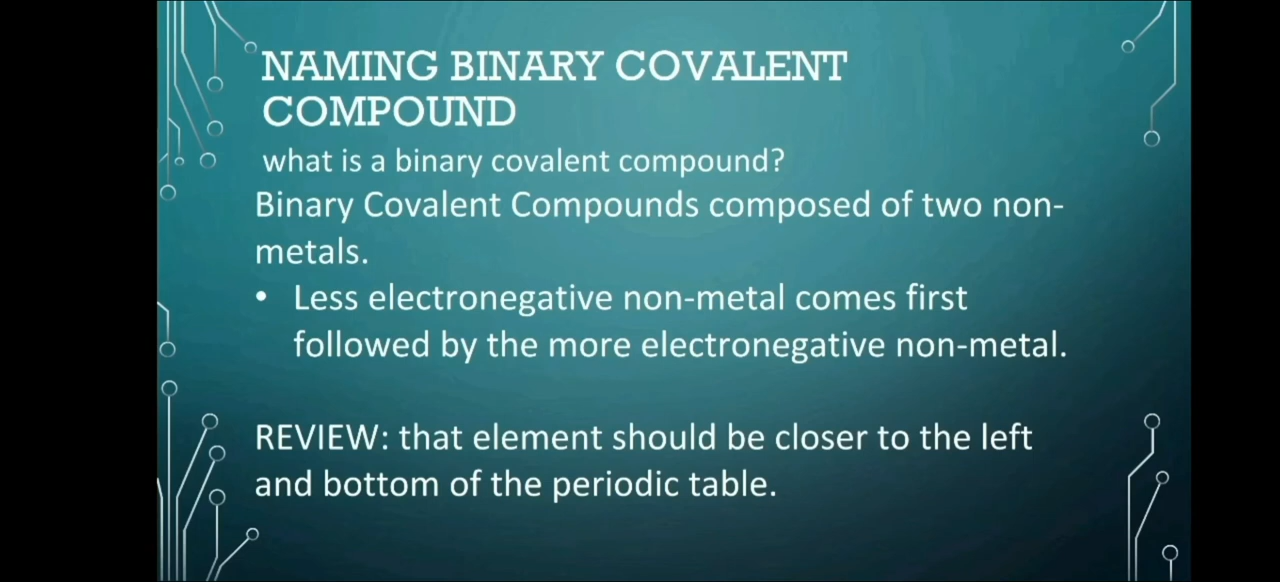 NAMING BINARY COVALENT
COMPOUND
what is a binary covalent compound?
Binary Covalent Compounds composed of two non-
metals.
• Less electronegative non-metal comes first
followed by the more electronegative non-metal.
REVIEW: that element should be closer to the left
and bottom of the periodic table.